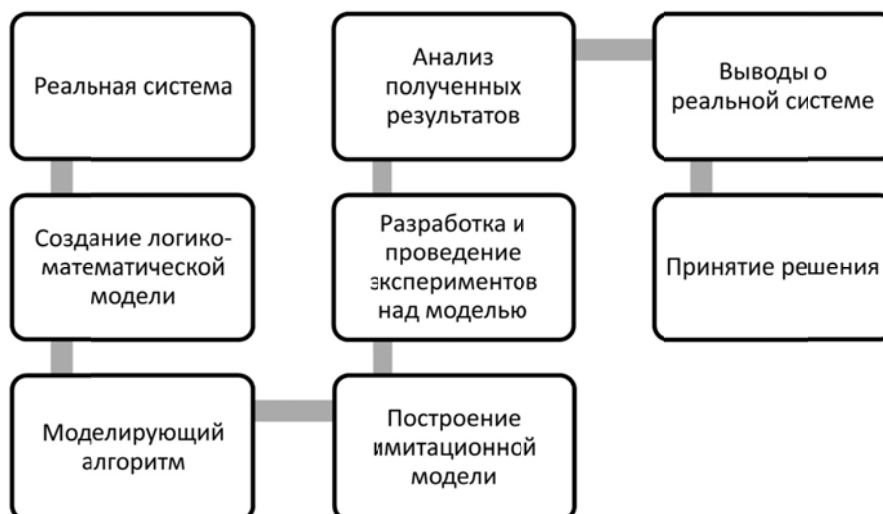 Реальная система
Создание логико-
математической
модели
Моделирующий
алгоритм
Построение
имитационной
модели
Разработка и
проведение
экспериментов
над моделью
Анализ
полученных
результатов
Выводы о
реальной системе
Принятие решения